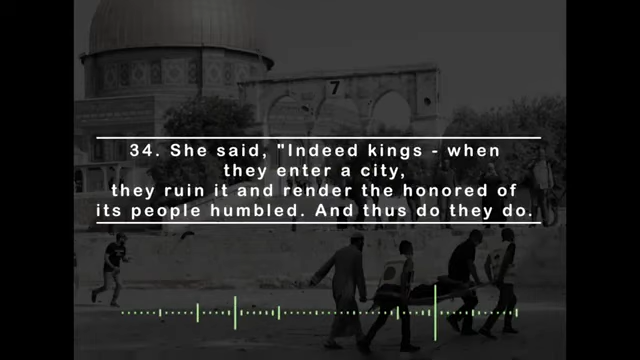 7
34. She said, "Indeed kings - when
they enter a city,
they ruin it and render the honored of
its people humbled. And thus do they do.